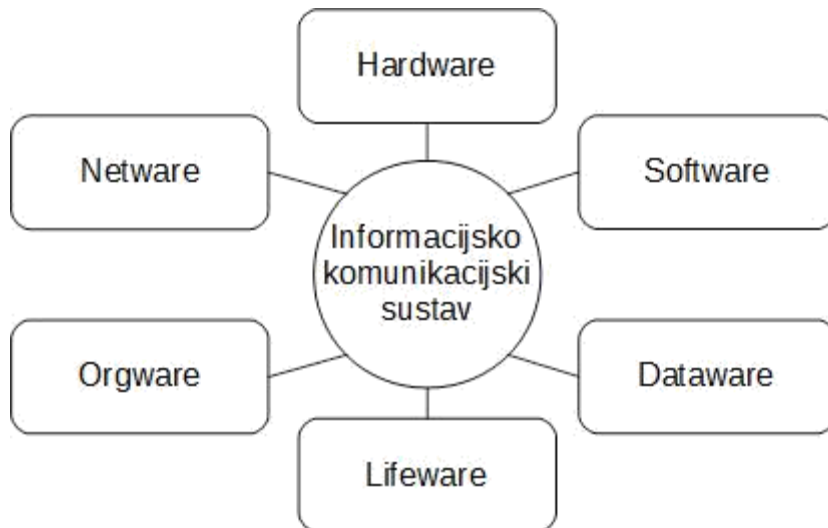 Hardware
Netware
Software
Informacijsko
komunikacijski
sustav
Orgware
Dataware
Lifeware